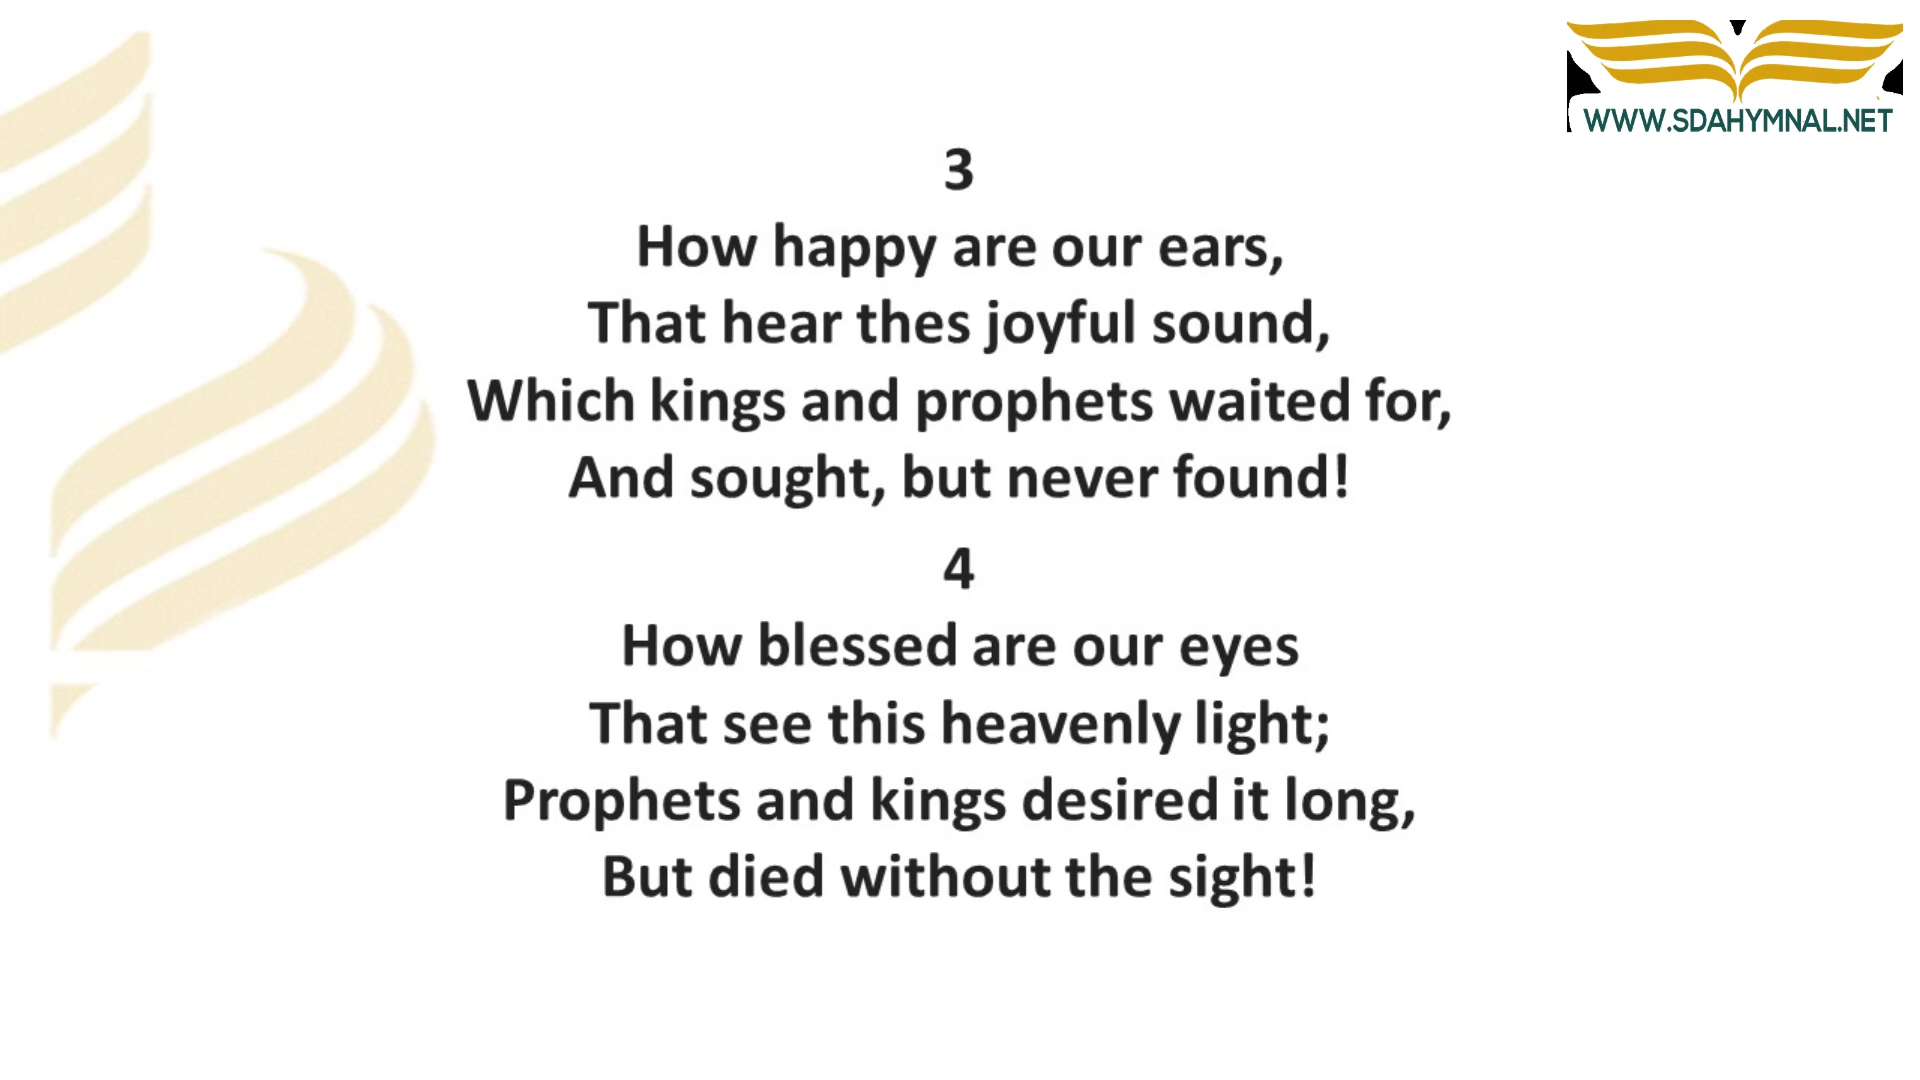 WWW.SDAHYMNAL.NET
3
How happy are our ears,
That hear thes joyful sound,
Which kings and prophets waited for,
And sought, but never found!
4
How blessed are our eyes
That see this heavenly light;
Prophets and kings desired it long,
But died without the sight!